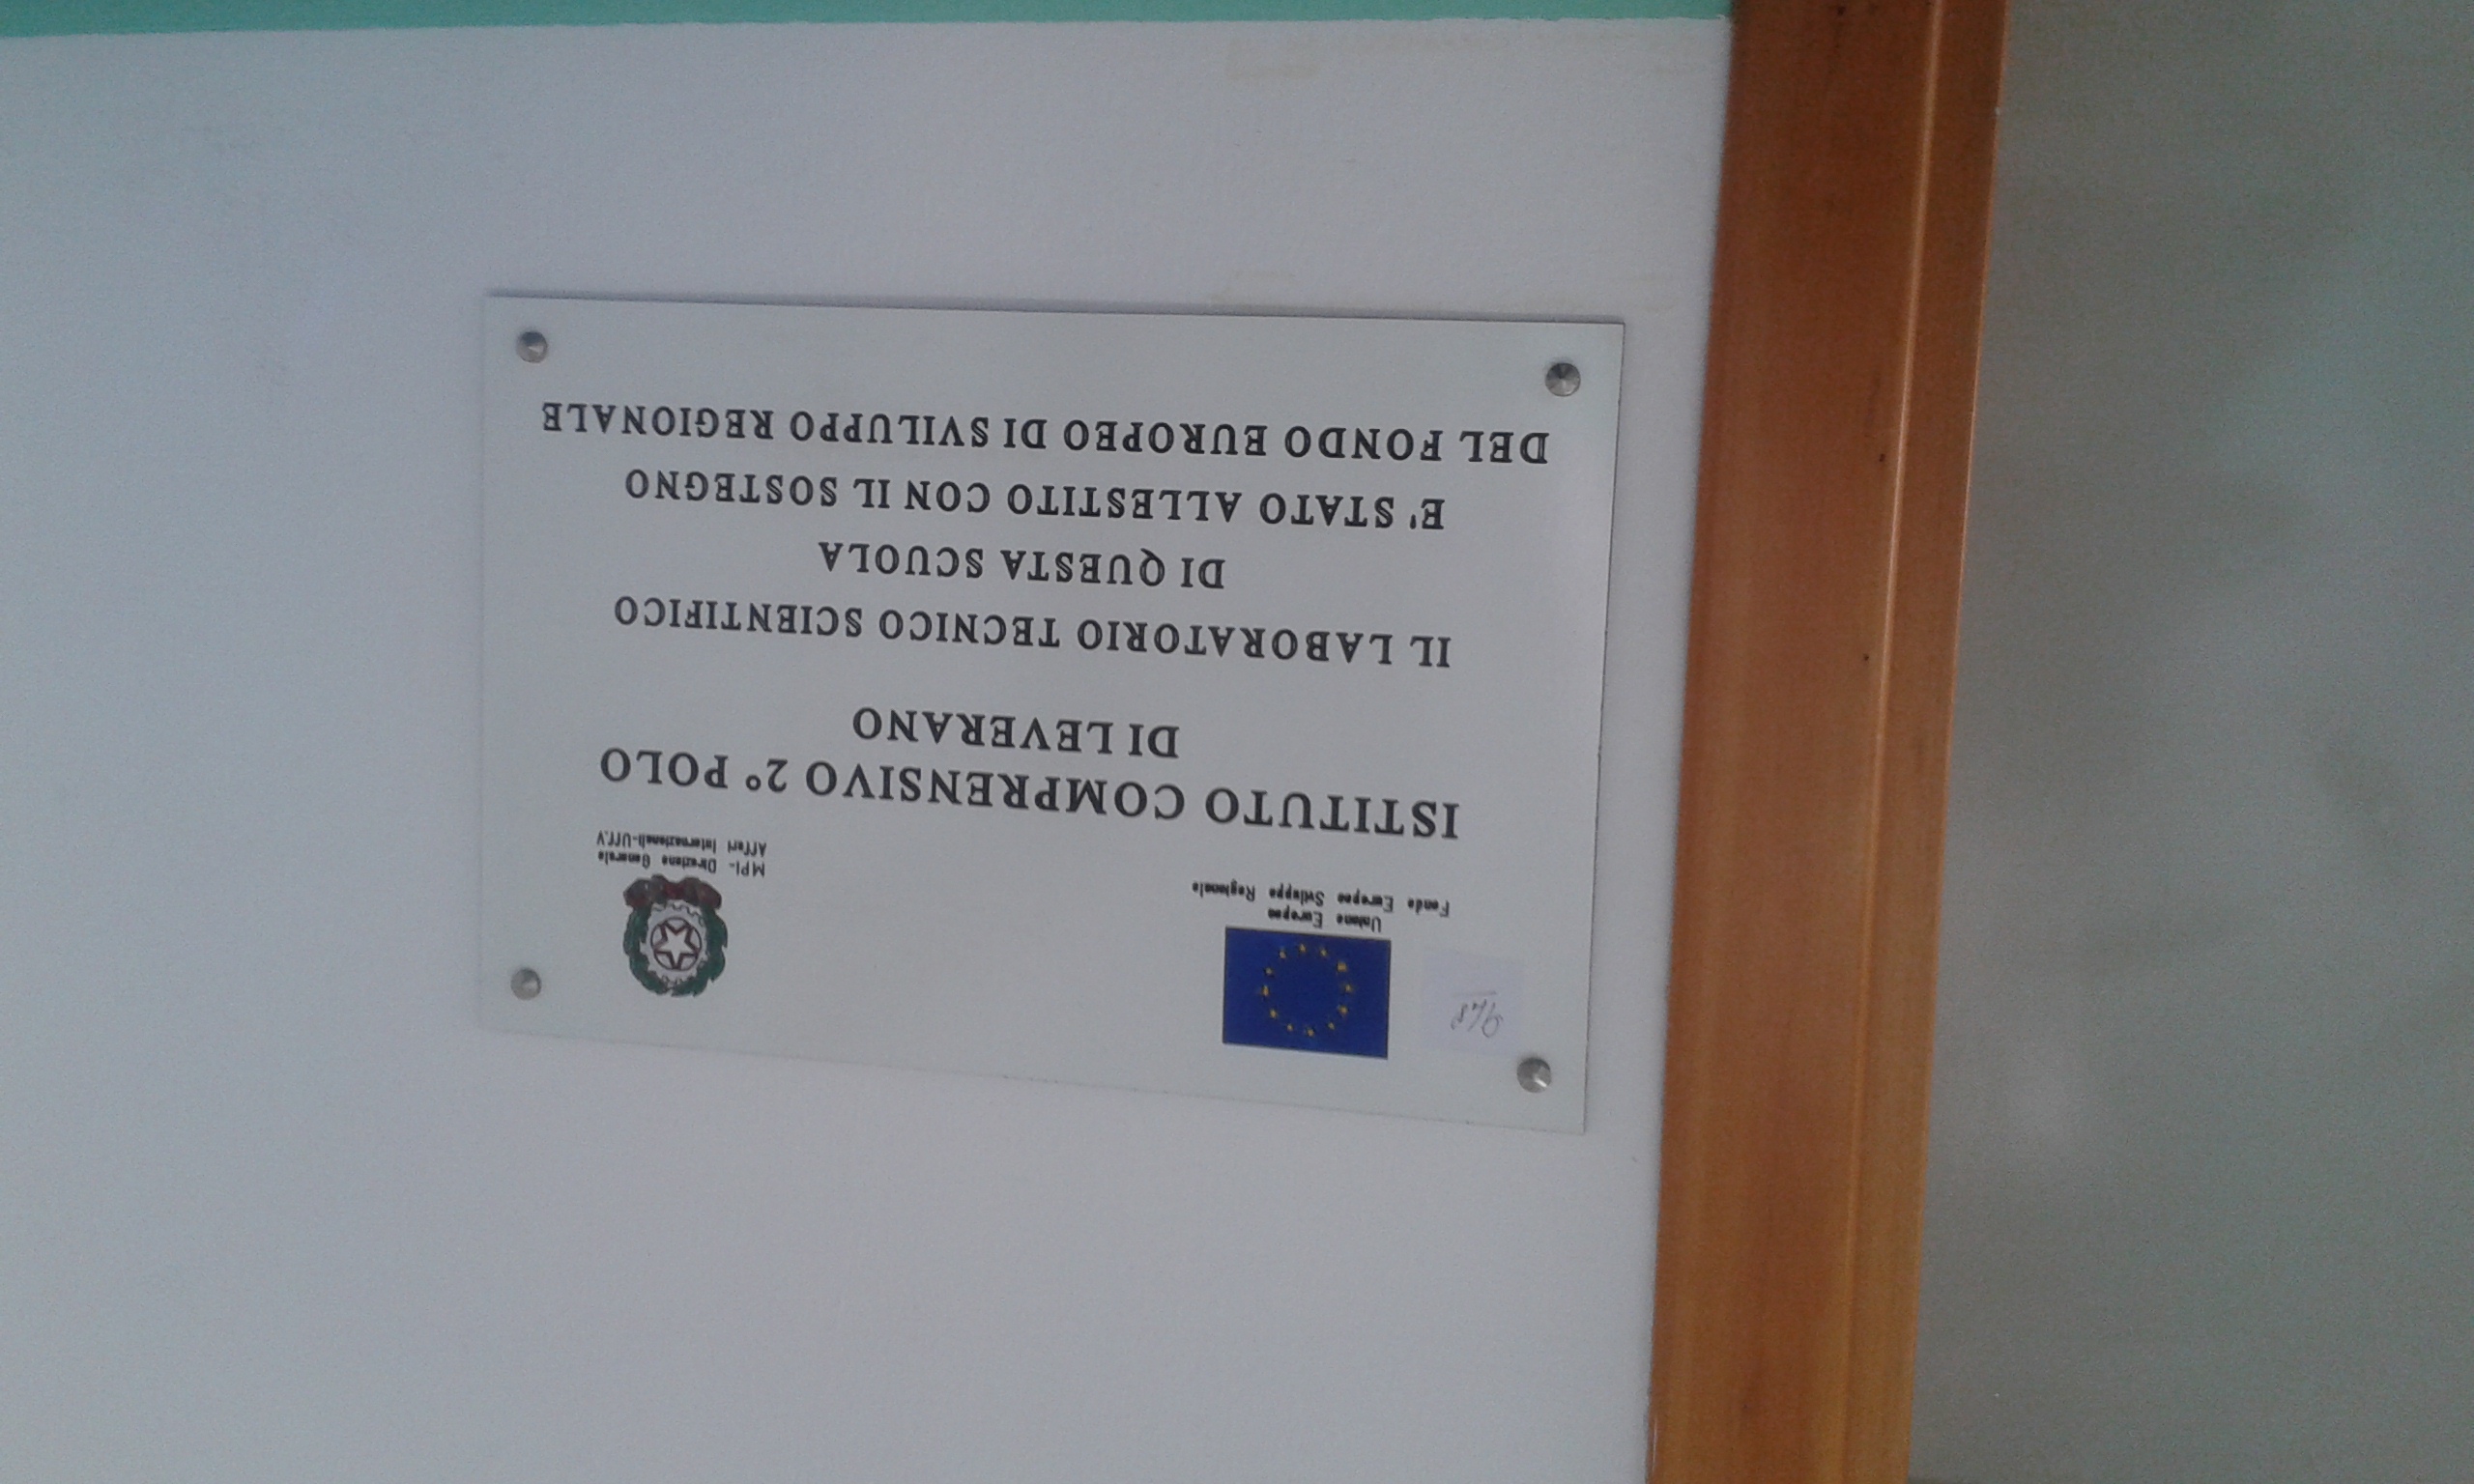 Unione Europea
Fondo Europeo Sviluppo Regionale
MPI- Direzione Generale
Affari Internazionali-Uff.V
ISTITUTO COMPRENSIVO 2° POLO
DI LEVERANO
IL LABORATORIO TECNICO SCIENTIFICO
DI QUESTA SCUOLA
E' STATO ALLESTITO CON IL SOSTEGNO
DEL FONDO EUROPEO DI SVILUPPO REGIONALE